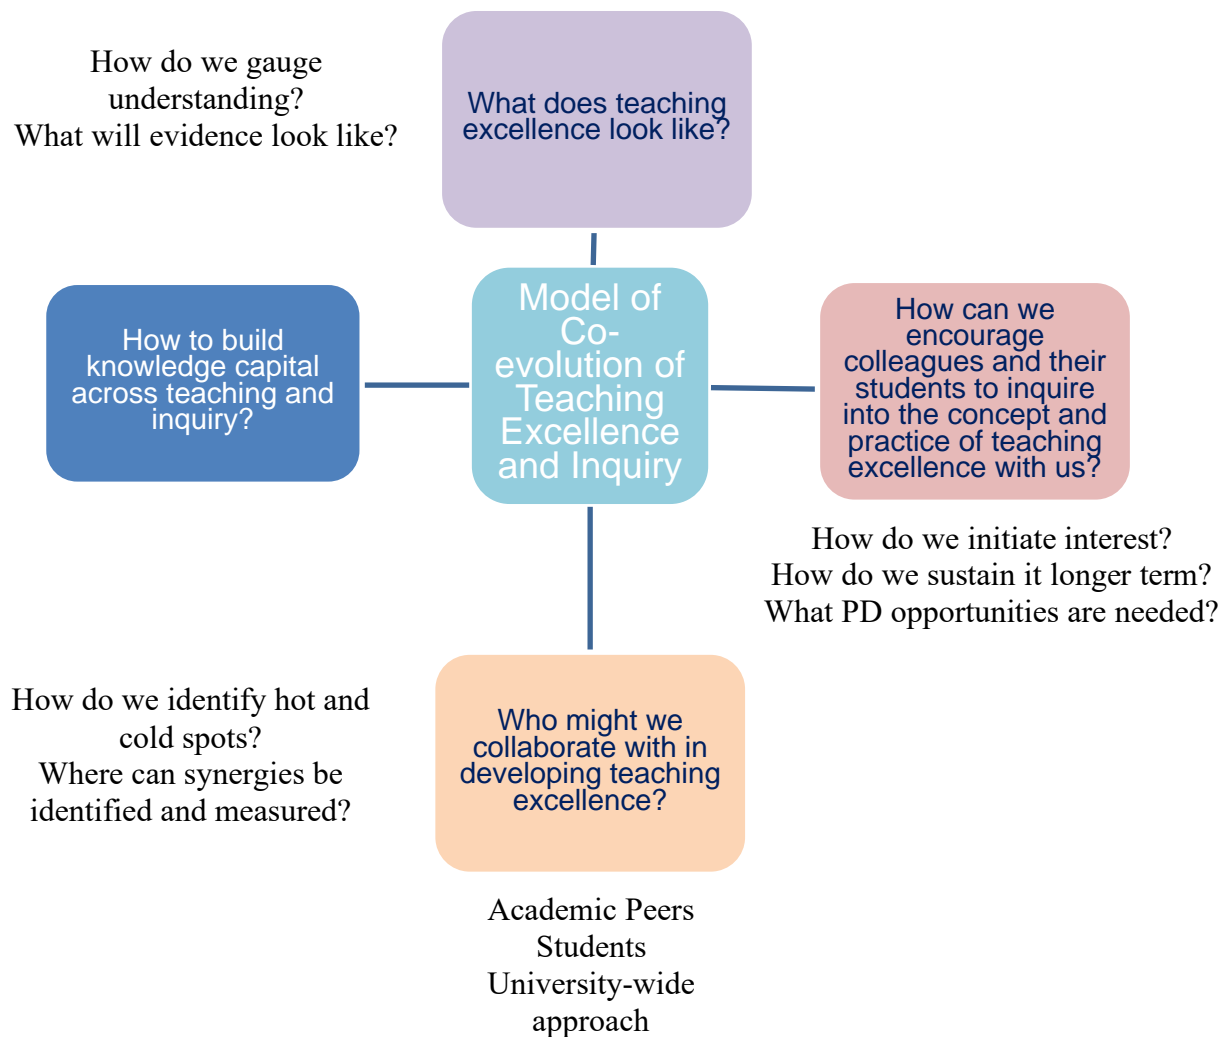 How do we gauge
understanding?
What will evidence look like?
What does teaching
excellence look like?
How to build
knowledge capital
across teaching and
inquiry?
Model of
Co-
evolution of
Teaching
Excellence
and Inquiry
How can we
encourage
colleagues and their
students to inquire
into the concept and
practice of teaching
excellence with us?
How do we initiate interest?
How do we sustain it longer term?
What PD opportunities are needed?
How do we identify hot and
cold spots?
Where can synergies be
identified and measured?
Who might we
collaborate with in
developing teaching
excellence?
Academic Peers
Students
University-wide
approach